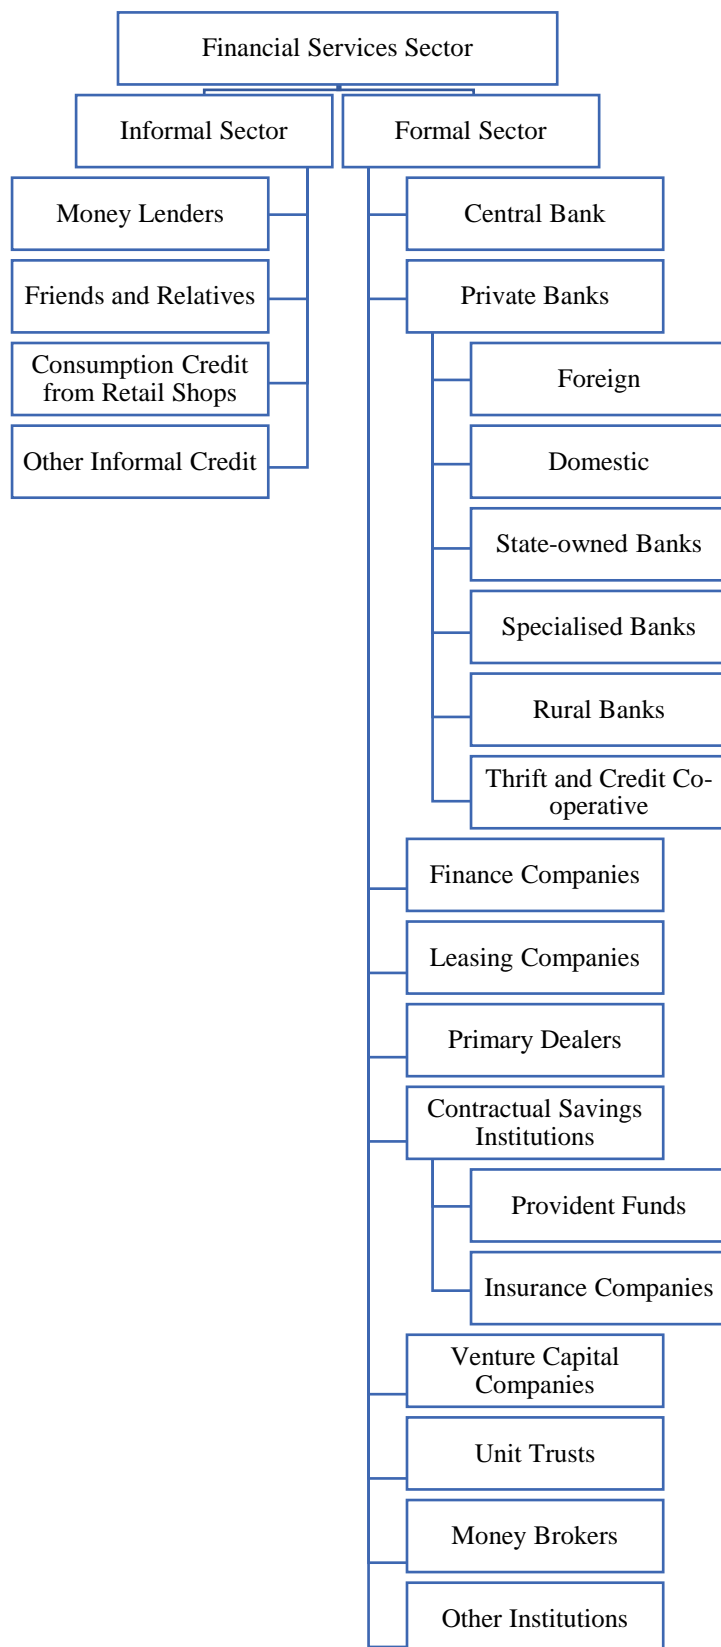 Financial Services Sector
Informal Sector
Formal Sector
Money Lenders
Friends and Relatives
Consumption Credit
from Retail Shops
Other Informal Credit
Central Bank
Private Banks
Foreign
Domestic
State-owned Banks
Specialised Banks
Rural Banks
Thrift and Credit Co-
operative
Finance Companies
Leasing Companies
Primary Dealers
Contractual Savings
Institutions
Provident Funds
Insurance Companies
Venture Capital
Companies
Unit Trusts
Money Brokers
Other Institutions